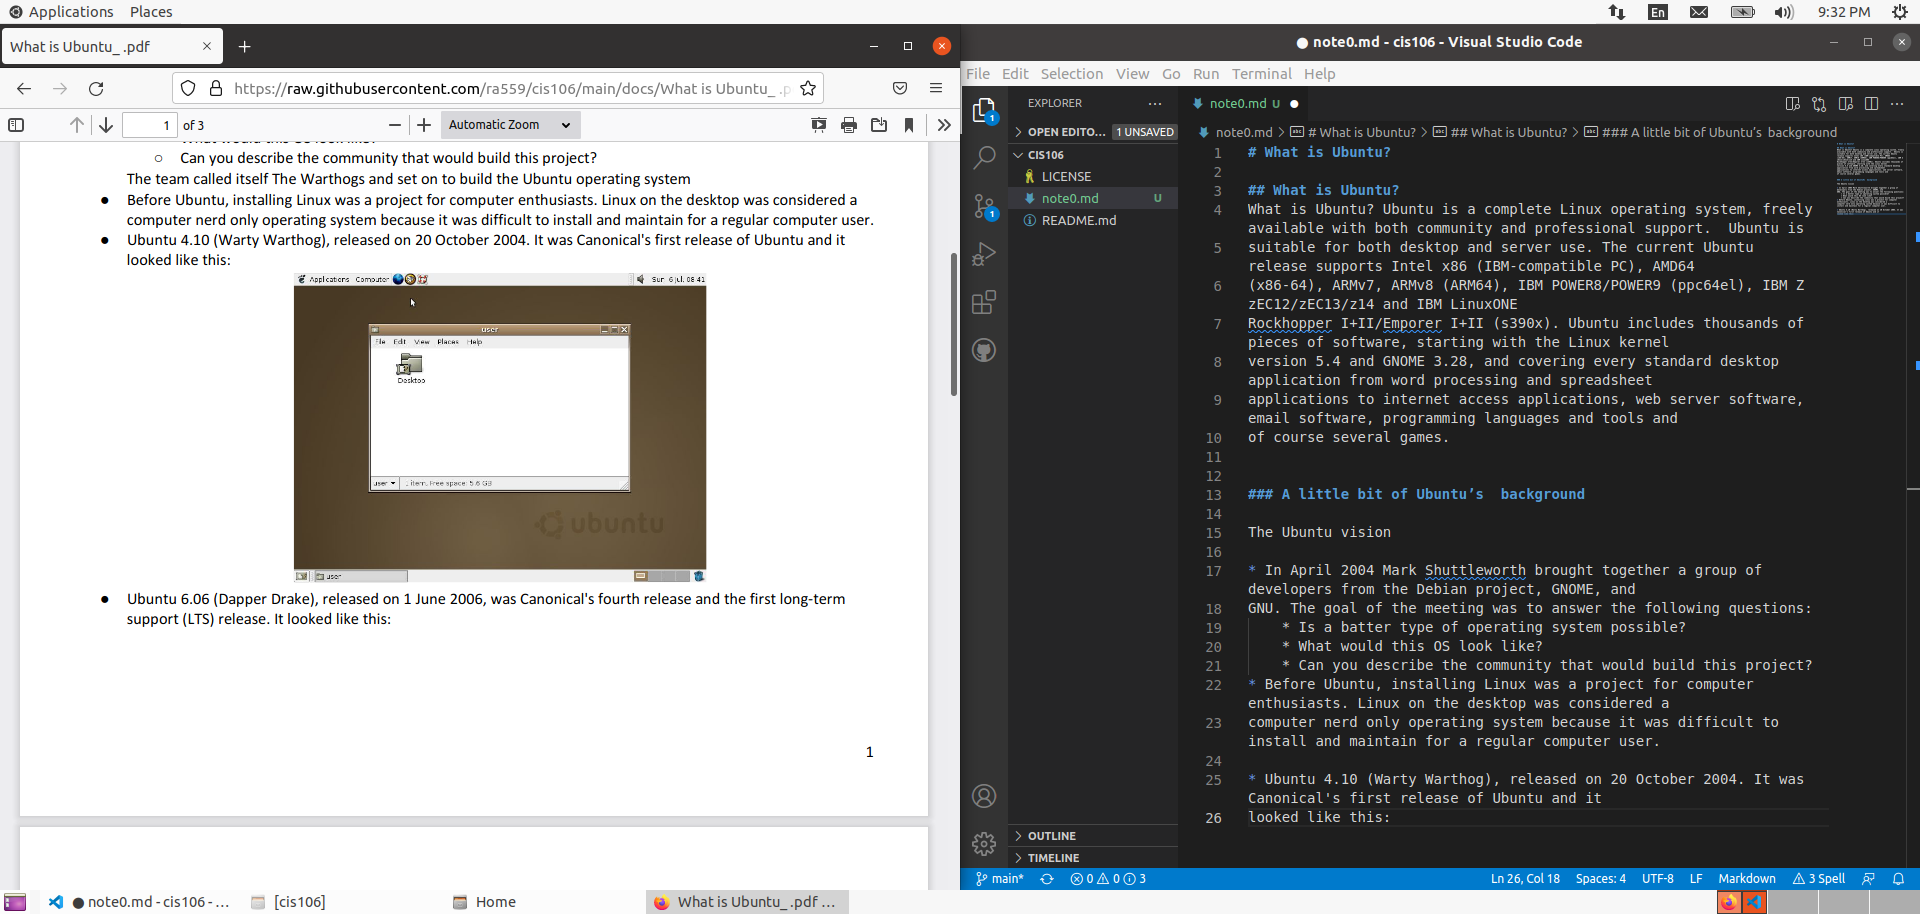 Applications Places
En 9:32 PM
What is Ubuntu_ .pdf
https://raw.githubusercontent.com/ra559/cis106/main/docs/What is Ubuntu_ .p
1 of 3
Automatic Zoom
Can you describe the community that would build this project?
The team called itself The Warthogs and set on to build the Ubuntu operating system
● Before Ubuntu, installing Linux was a project for computer enthusiasts. Linux on the desktop was considered a
computer nerd only operating system because it was difficult to install and maintain for a regular computer user.
● Ubuntu 4.10 (Warty Warthog), released on 20 October 2004. It was Canonical's first release of Ubuntu and it
looked like this:
Applications Computer Sun 6 Jul, 08:41
user
File Edit View Places Help
Desktop
user 1 item, Free space: 5.6 GB
ubuntu
user
● Ubuntu 6.06 (Dapper Drake), released on 1 June 2006, was Canonical's fourth release and the first long-term
support (LTS) release. It looked like this:
1
● note0.md - cis106 - Visual Studio Code
File Edit Selection View Go Run Terminal Help
EXPLORER
OPEN EDITO... 1 UNSAVED
CIS106
LICENSE
note0.md U
README.md
OUTLINE
TIMELINE
note0.md U ●
note0.md > # What is Ubuntu? > ## What is Ubuntu? > ### A little bit of Ubuntu’s  background
1 # What is Ubuntu?
2
3 ## What is Ubuntu?
4 What is Ubuntu? Ubuntu is a complete Linux operating system, freely
available with both community and professional support.  Ubuntu is
5 suitable for both desktop and server use. The current Ubuntu
release supports Intel x86 (IBM-compatible PC), AMD64
6 (x86-64), ARMv7, ARMv8 (ARM64), IBM POWER8/POWER9 (ppc64el), IBM Z
zEC12/zEC13/z14 and IBM LinuxONE
7 Rockhopper I+II/Emporer I+II (s390x). Ubuntu includes thousands of
pieces of software, starting with the Linux kernel
8 version 5.4 and GNOME 3.28, and covering every standard desktop
application from word processing and spreadsheet
9 applications to internet access applications, web server software,
email software, programming languages and tools and
10 of course several games.
11
12
13 ### A little bit of Ubuntu’s  background
14
15 The Ubuntu vision
16
17 * In April 2004 Mark Shuttleworth brought together a group of
developers from the Debian project, GNOME, and
18 GNU. The goal of the meeting was to answer the following questions:
19 * Is a batter type of operating system possible?
20 * What would this OS look like?
21 * Can you describe the community that would build this project?
22 * Before Ubuntu, installing Linux was a project for computer
enthusiasts. Linux on the desktop was considered a
23 computer nerd only operating system because it was difficult to
install and maintain for a regular computer user.
24
25 * Ubuntu 4.10 (Warty Warthog), released on 20 October 2004. It was
Canonical's first release of Ubuntu and it
26 looked like this:
main* 0 0 3 Ln 26, Col 18 Spaces: 4 UTF-8 LF Markdown 3 Spell
● note0.md - cis106 - ... [cis106] Home What is Ubuntu_ .pdf ...